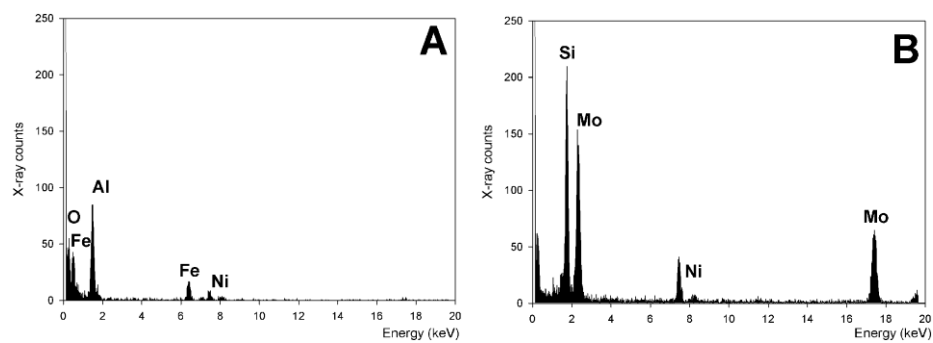 A
250
200
150
100
50
0
X-ray counts
O
Fe
Al
Fe
Ni
0 2 4 6 8 10 12 14 16 18 20
Energy (keV)
B
250
200
150
100
50
0
X-ray counts
Si
Mo
Ni
Mo
0 2 4 6 8 10 12 14 16 18 20
Energy (keV)